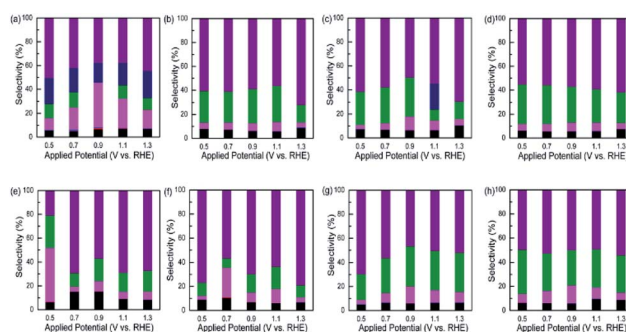 (a) (b) (c) (d)
Selectivity (%) Selectivity (%) Selectivity (%) Selectivity (%)
100 100 100 100
80 80 80 80
60 60 60 60
40 40 40 40
20 20 20 20
0 0 0 0
0.5 0.7 0.9 1.1 1.3 0.5 0.7 0.9 1.1 1.3 0.5 0.7 0.9 1.1 1.3 0.5 0.7 0.9 1.1 1.3
Applied Potential (V vs. RHE) Applied Potential (V vs. RHE) Applied Potential (V vs. RHE) Applied Potential (V vs. RHE)
(e) (f) (g) (h)
Selectivity (%) Selectivity (%) Selectivity (%) Selectivity (%)
100 100 100 100
80 80 80 80
60 60 60 60
40 40 40 40
20 20 20 20
0 0 0 0
0.5 0.7 0.9 1.1 1.3 0.5 0.7 0.9 1.1 1.3 0.5 0.7 0.9 1.1 1.3 0.5 0.7 0.9 1.1 1.3
Applied Potential (V vs. RHE) Applied Potential (V vs. RHE) Applied Potential (V vs. RHE) Applied Potential (V vs. RHE)